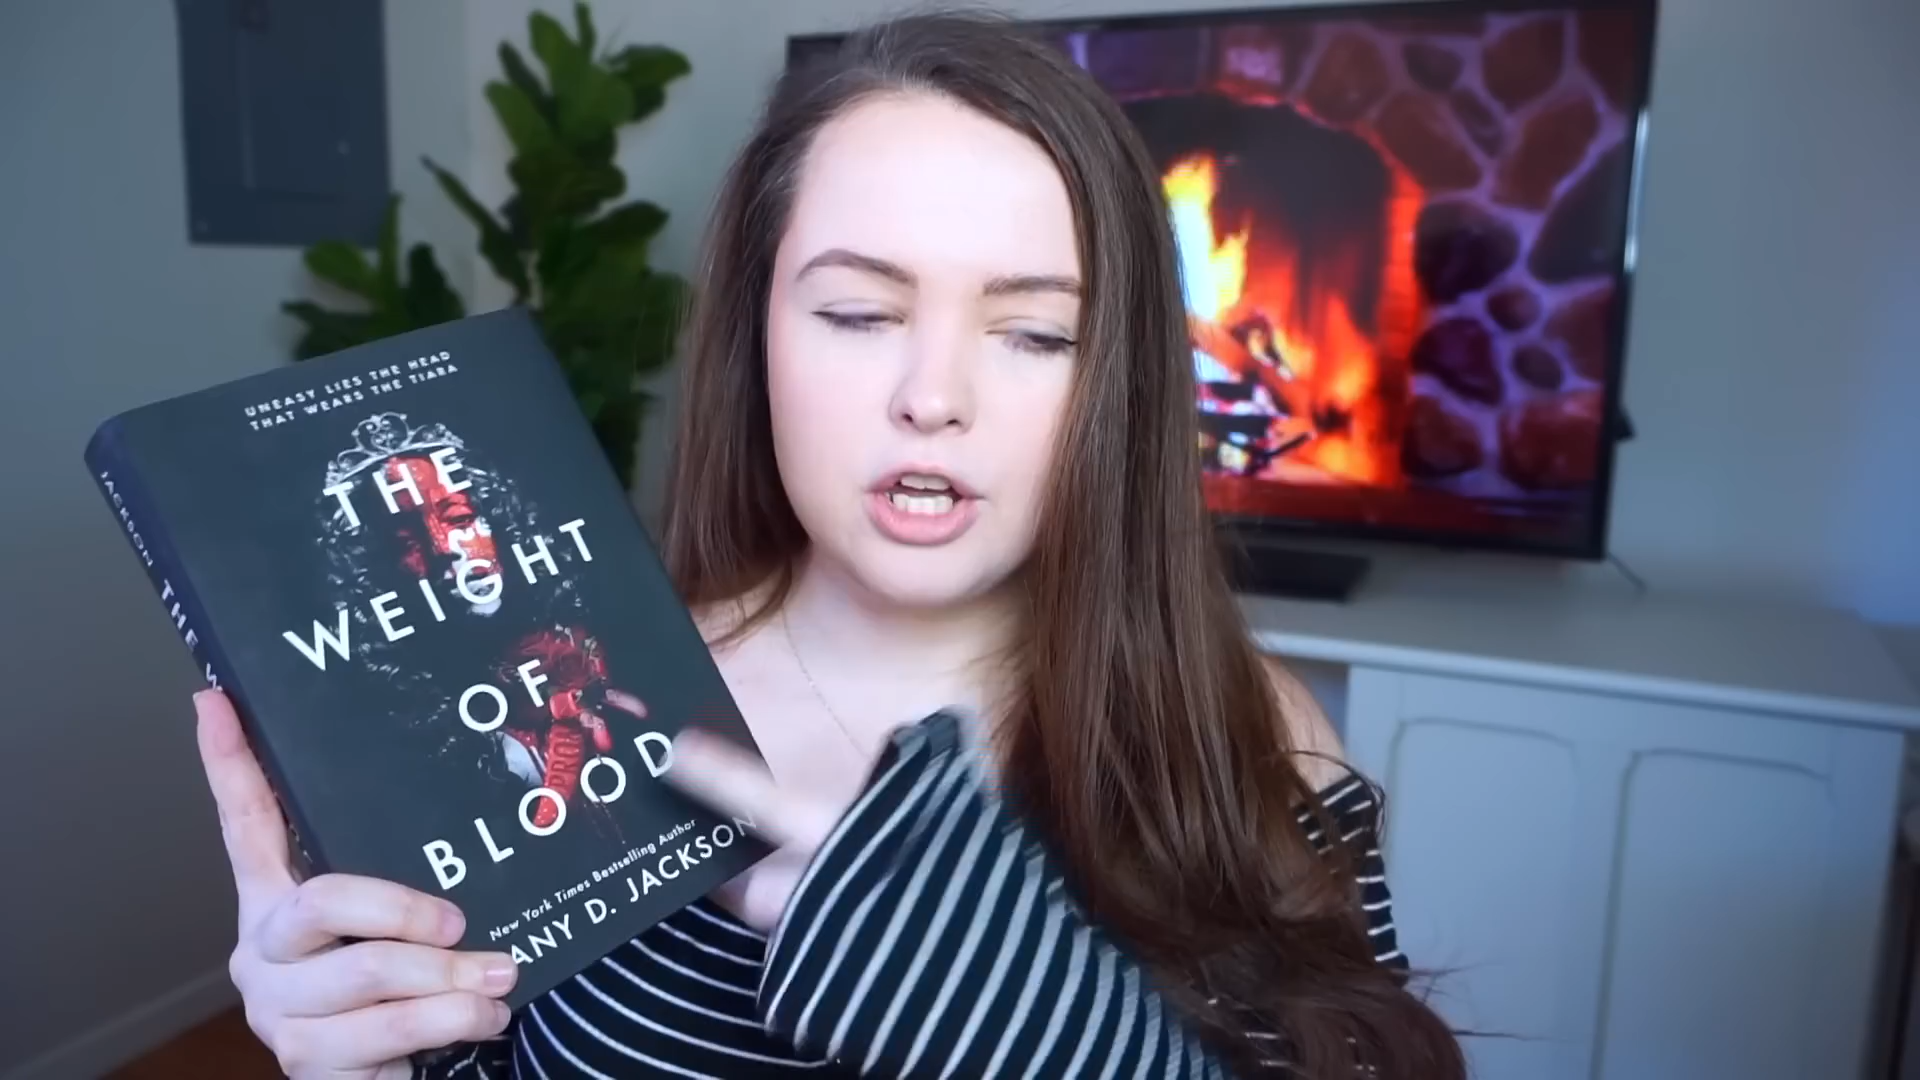 UNEASY LIES THE HEAD
THAT WEARS THE TIARA
THE
WEIGHT
OF
BLOOD
New York Times Bestselling Author
ANY D. JACKSON
JACKSON THE W
PROM